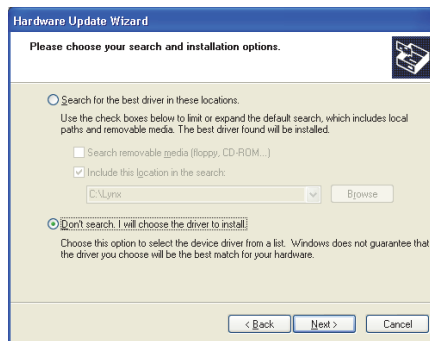 Hardware Update Wizard
Please choose your search and installation options.
Search for the best driver in these locations.
Use the check boxes below to limit or expand the default search, which includes local
paths and removable media. The best driver found will be installed.
Search removable media (floppy, CD-ROM...)
Include this location in the search:
C:\Lynx
Browse
Don't search. I will choose the driver to install.
Choose this option to select the device driver from a list. Windows does not guarantee that
the driver you choose will be the best match for your hardware.
< Back Next > Cancel